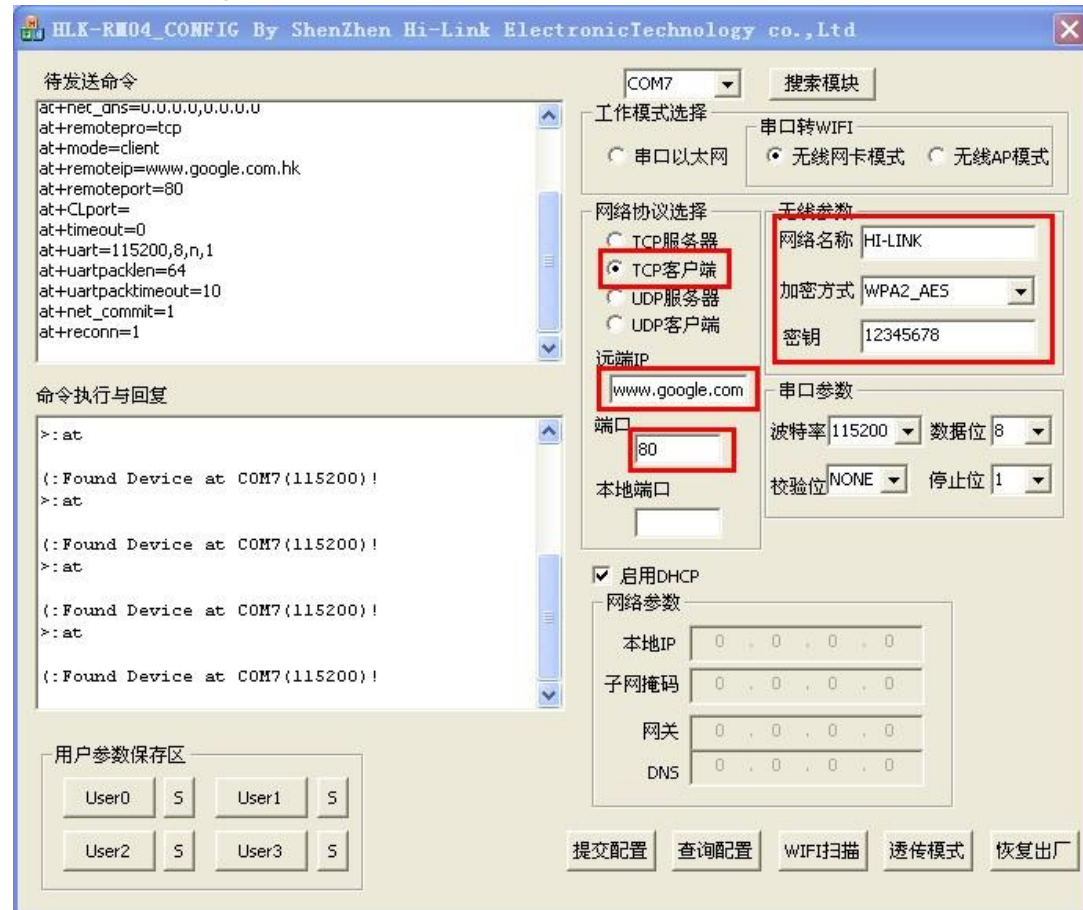 HLK-RM04_CONFIG By ShenZhen Hi-Link ElectronicTechnology co.,Ltd
待发送命令
COM7
搜索模块
at+net_dns=0.0.0.0,0.0.0.0
at+remotepro=tcp
at+mode=client
at+remoteip=www.google.com.hk
at+remoteport=80
at+CLport=
at+timeout=0
at+uart=115200,8,n,1
at+uartpacklen=64
at+uartpacktimeout=10
at+net_commit=1
at+reconn=1
工作模式选择
串口以太网
串口转WIFI
无线网卡模式
无线AP模式
网络协议选择
TCP服务器
TCP客户端
UDP服务器
UDP客户端
远端IP
www.google.com
端口
80
本地端口
无线参数
网络名称 HI-LINK
加密方式 WPA2_AES
密钥 12345678
串口参数
波特率 115200 数据位 8
校验位 NONE 停止位 1
命令执行与回复
>:at
(:Found Device at COM7(115200)!
>:at
(:Found Device at COM7(115200)!
>:at
(:Found Device at COM7(115200)!
>:at
(:Found Device at COM7(115200)!
启用DHCP
网络参数
本地IP 0 . 0 . 0 . 0
子网掩码 0 . 0 . 0 . 0
网关 0 . 0 . 0 . 0
DNS 0 . 0 . 0 . 0
用户参数保存区
User0 S User1 S
User2 S User3 S
提交配置 查询配置 WIFI扫描 透传模式 恢复出厂